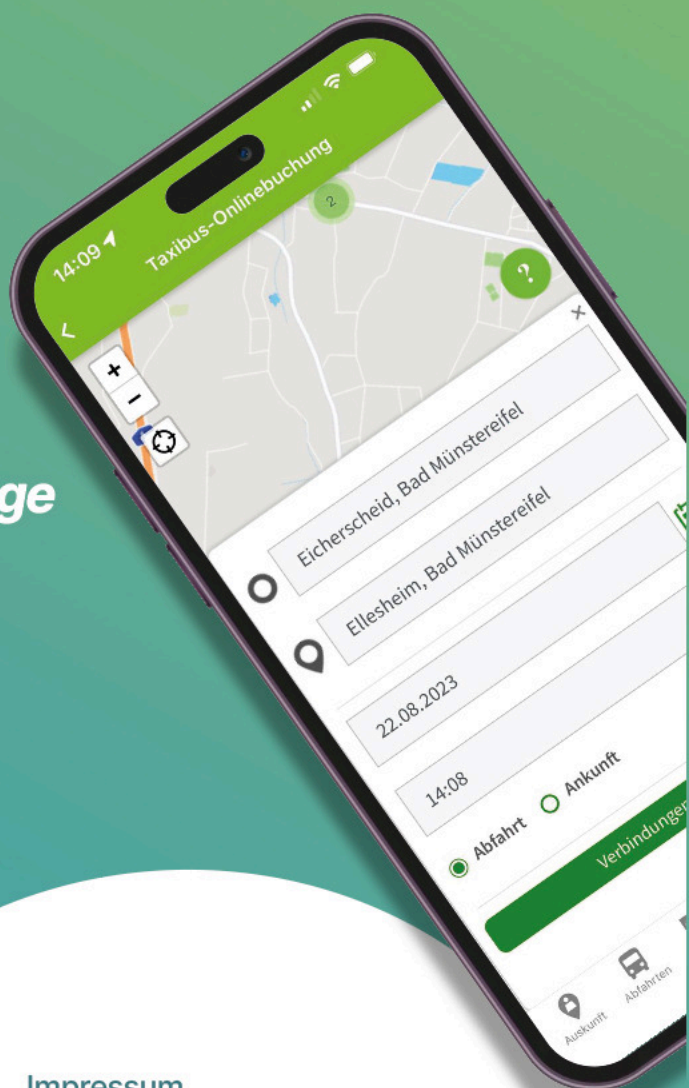 14:09
Taxibus-Onlinebuchung
2
?
+
−
Eicherscheid, Bad Münstereifel
Ellesheim, Bad Münstereifel
22.08.2023
14:08
Abfahrt Ankunft
Verbindungen
Auskunft Abfahrten
ge
Impressum